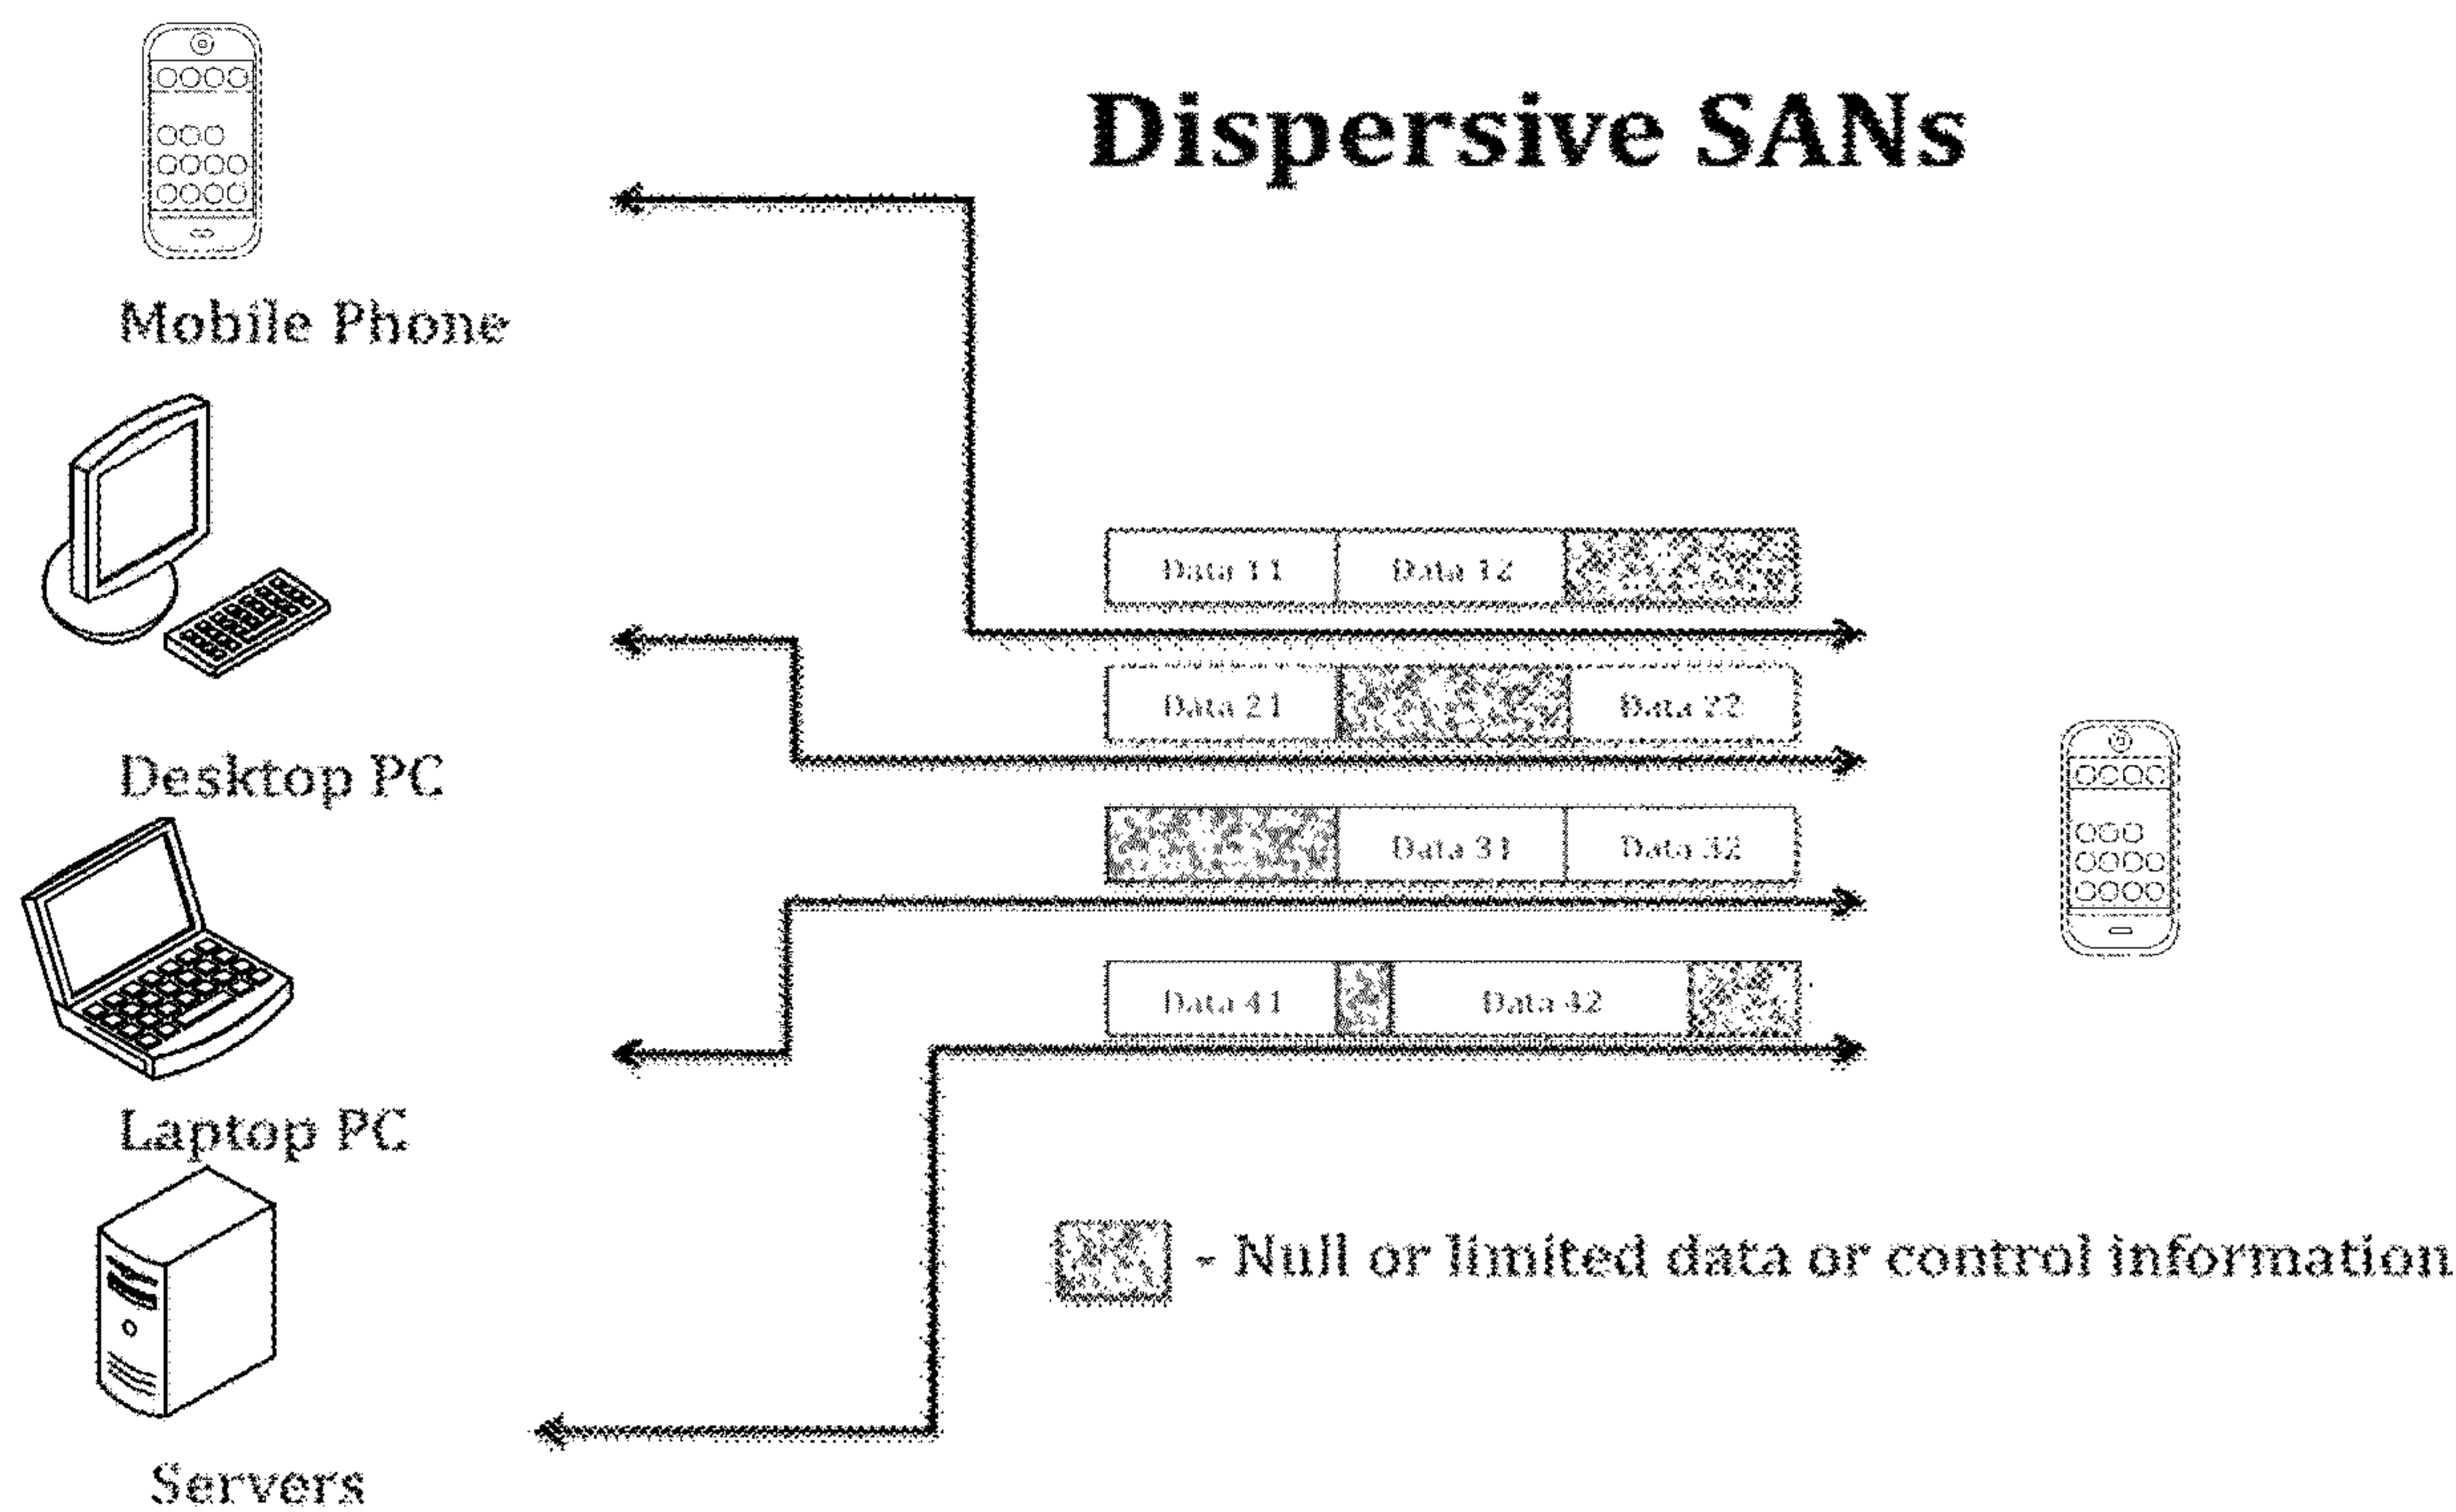 Dispersive SANs
Mobile Phone
Data 11 Data 12
Data 21 Data 22
Desktop PC
Data 31 Data 32
Data 41 Data 42
Laptop PC
- Null or limited data or control information
Servers